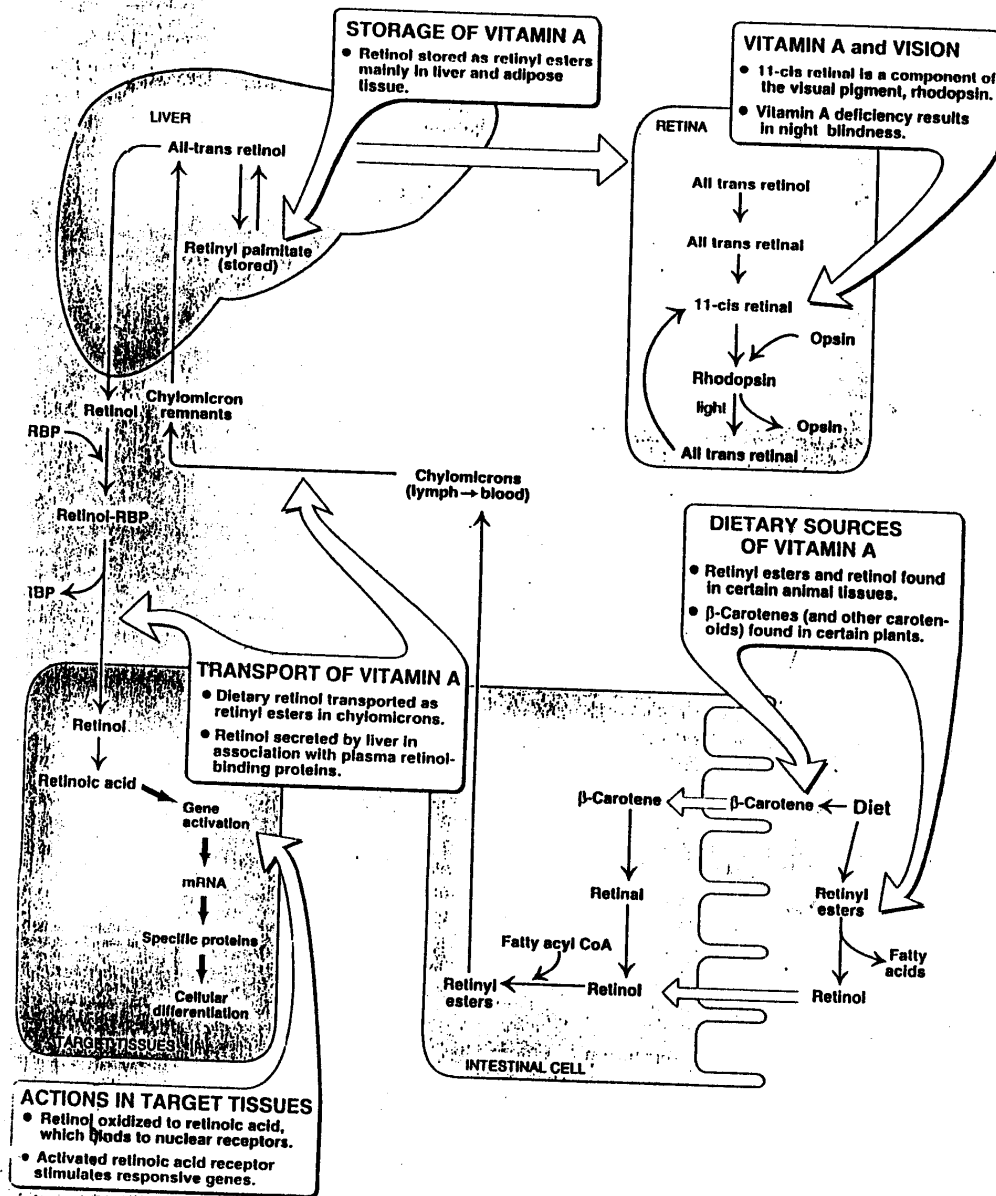 STORAGE OF VITAMIN A
● Retinol stored as retinyl esters
mainly in liver and adipose
tissue.
LIVER
All-trans retinol
Retinyl palmitate
(stored)
VITAMIN A and VISION
● 11-cis retinal is a component of
the visual pigment, rhodopsin.
● Vitamin A deficiency results
in night blindness.
RETINA
All trans retinol
All trans retinal
11-cis retinal
Opsin
Rhodopsin
light
Opsin
All trans retinal
Retinol
Chylomicron
remnants
RBP
Retinol-RBP
RBP
Chylomicrons
(lymph→blood)
DIETARY SOURCES
OF VITAMIN A
● Retinyl esters and retinol found
in certain animal tissues.
● β-Carotenes (and other caroten-
oids) found in certain plants.
TRANSPORT OF VITAMIN A
● Dietary retinol transported as
retinyl esters in chylomicrons.
● Retinol secreted by liver in
association with plasma retinol-
binding proteins.
Retinol
Retinoic acid
Gene
activation
mRNA
Specific proteins
Cellular
differentiation
TARGET TISSUES
β-Carotene
β-Carotene
Diet
Retinal
Retinyl
esters
Fatty acyl CoA
Fatty
acids
Retinyl
esters
Retinol
Retinol
INTESTINAL CELL
ACTIONS IN TARGET TISSUES
● Retinol oxidized to retinoic acid,
which binds to nuclear receptors.
● Activated retinoic acid receptor
stimulates responsive genes.